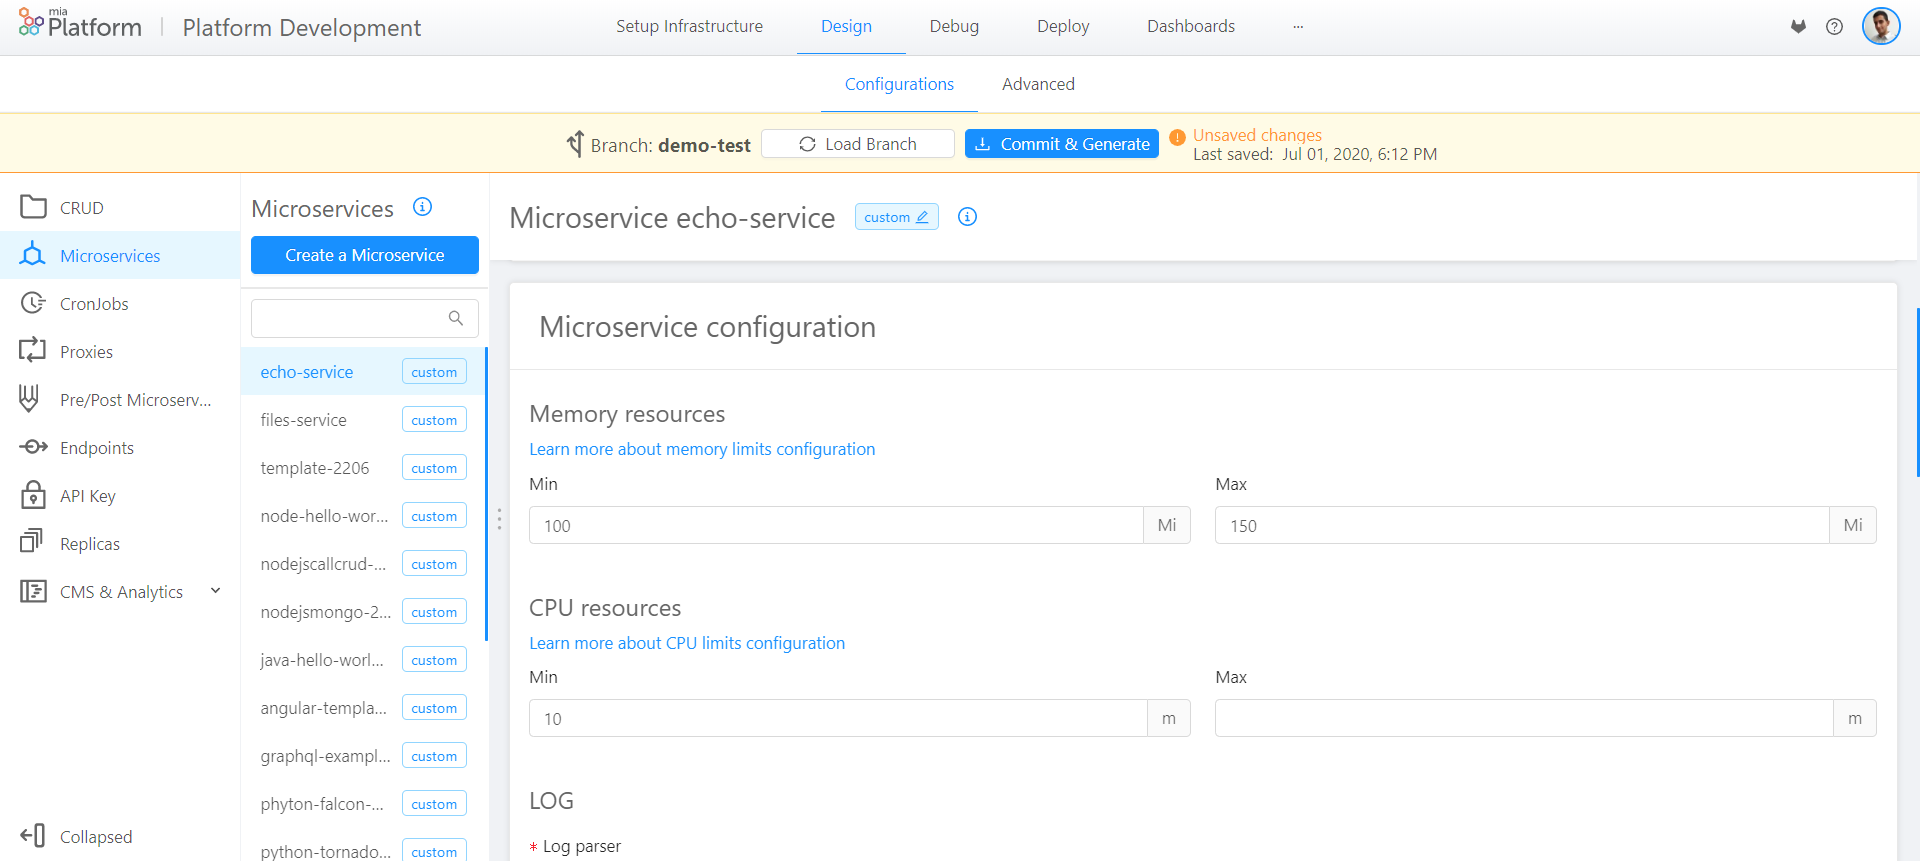 mia
Platform
Platform Development
Setup Infrastructure
Design
Debug
Deploy
Dashboards
...
Configurations
Advanced
Branch: demo-test
Load Branch
Commit & Generate
Unsaved changes
Last saved: Jul 01, 2020, 6:12 PM
CRUD
Microservices
CronJobs
Proxies
Pre/Post Microserv...
Endpoints
API Key
Replicas
CMS & Analytics
Collapsed
Microservices
Create a Microservice
echo-service custom
files-service custom
template-2206 custom
node-hello-wor... custom
nodejscallcrud-... custom
nodejsmongo-2... custom
java-hello-worl... custom
angular-templa... custom
graphql-exampl... custom
phyton-falcon-... custom
python-tornado... custom
Microservice echo-service custom
Microservice configuration
Memory resources
Learn more about memory limits configuration
Min Max
100 Mi 150 Mi
CPU resources
Learn more about CPU limits configuration
Min Max
10 m m
LOG
* Log parser